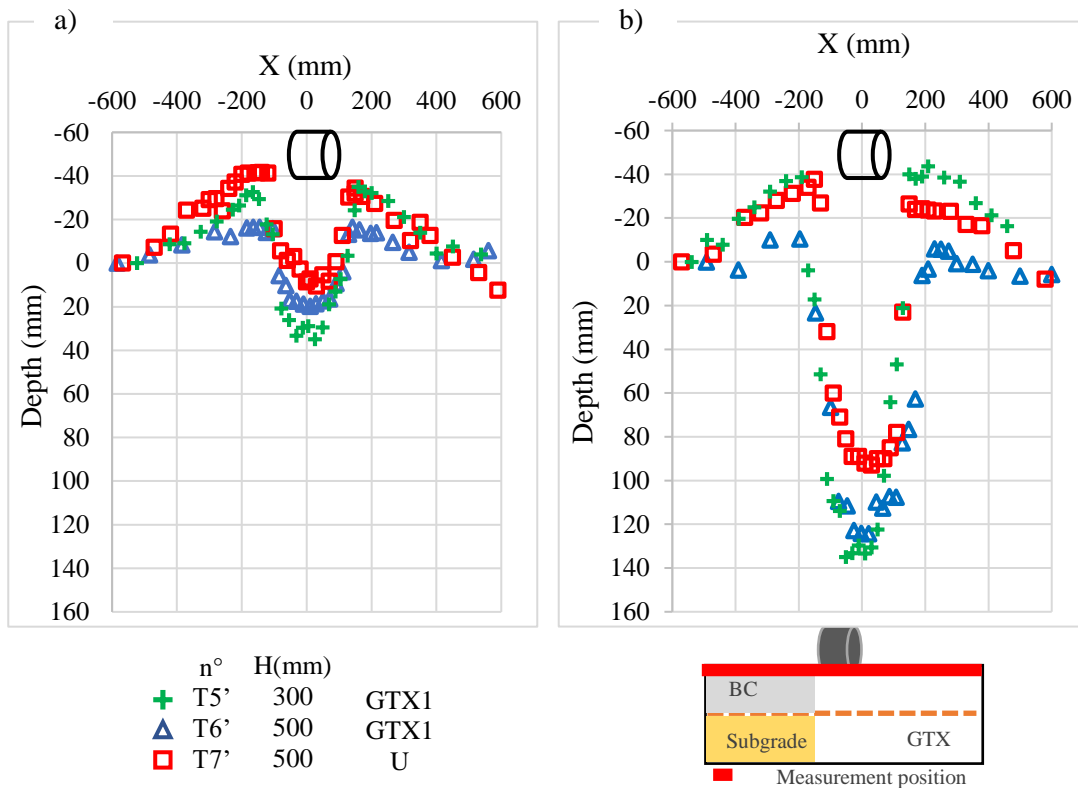 a)
X (mm)
-600 -400 -200 0 200 400 600
-60
-40
-20
0
20
40
60
80
100
120
140
160
Depth (mm)
b)
X (mm)
-600 -400 -200 0 200 400 600
-60
-40
-20
0
20
40
60
80
100
120
140
160
Depth (mm)
n° H(mm)
T5’ 300 GTX1
T6’ 500 GTX1
T7’ 500 U
BC
Subgrade GTX
Measurement position